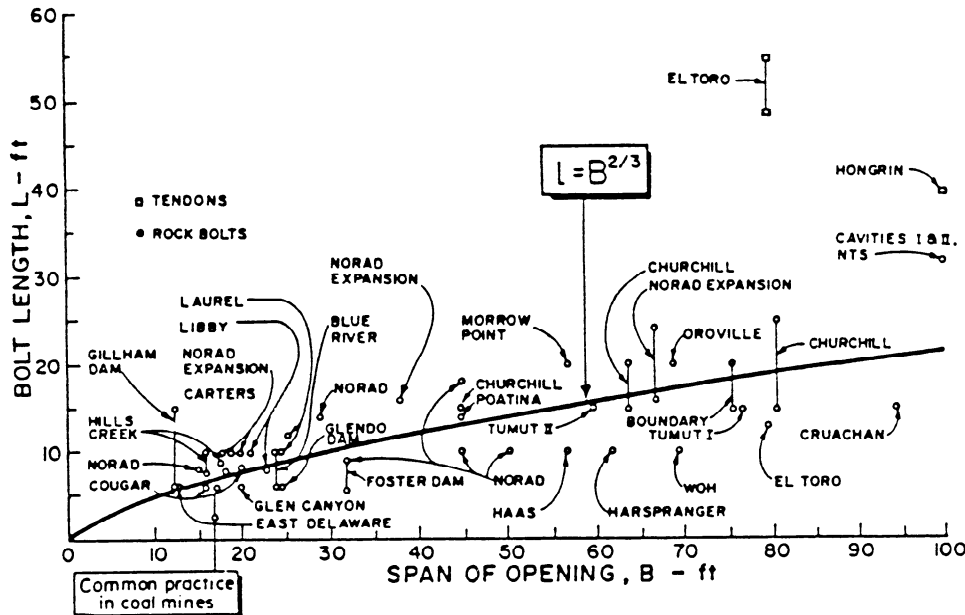 60
50
40
30
20
10
0
BOLT LENGTH, L - ft
10
20
30
40
50
60
70
80
90
100
SPAN OF OPENING, B - ft
TENDONS
ROCK BOLTS
l = B^2/3
EL TORO
HONGRIN
CAVITIES I & II,
NTS
NORAD
EXPANSION
CHURCHILL
NORAD EXPANSION
LAUREL
LIBBY
BLUE
RIVER
MORROW
POINT
OROVILLE
CHURCHILL
GILLHAM
DAM
NORAD
EXPANSION
CARTERS
NORAD
CHURCHILL
POATINA
HILLS
CREEK
GLENDO
DAM
TUMUT II
BOUNDARY
TUMUT I
CRUACHAN
NORAD
COUGAR
FOSTER DAM
NORAD
EL TORO
GLEN CANYON
EAST DELAWARE
HAAS
HARSPRANGER
WOH
Common practice
in coal mines